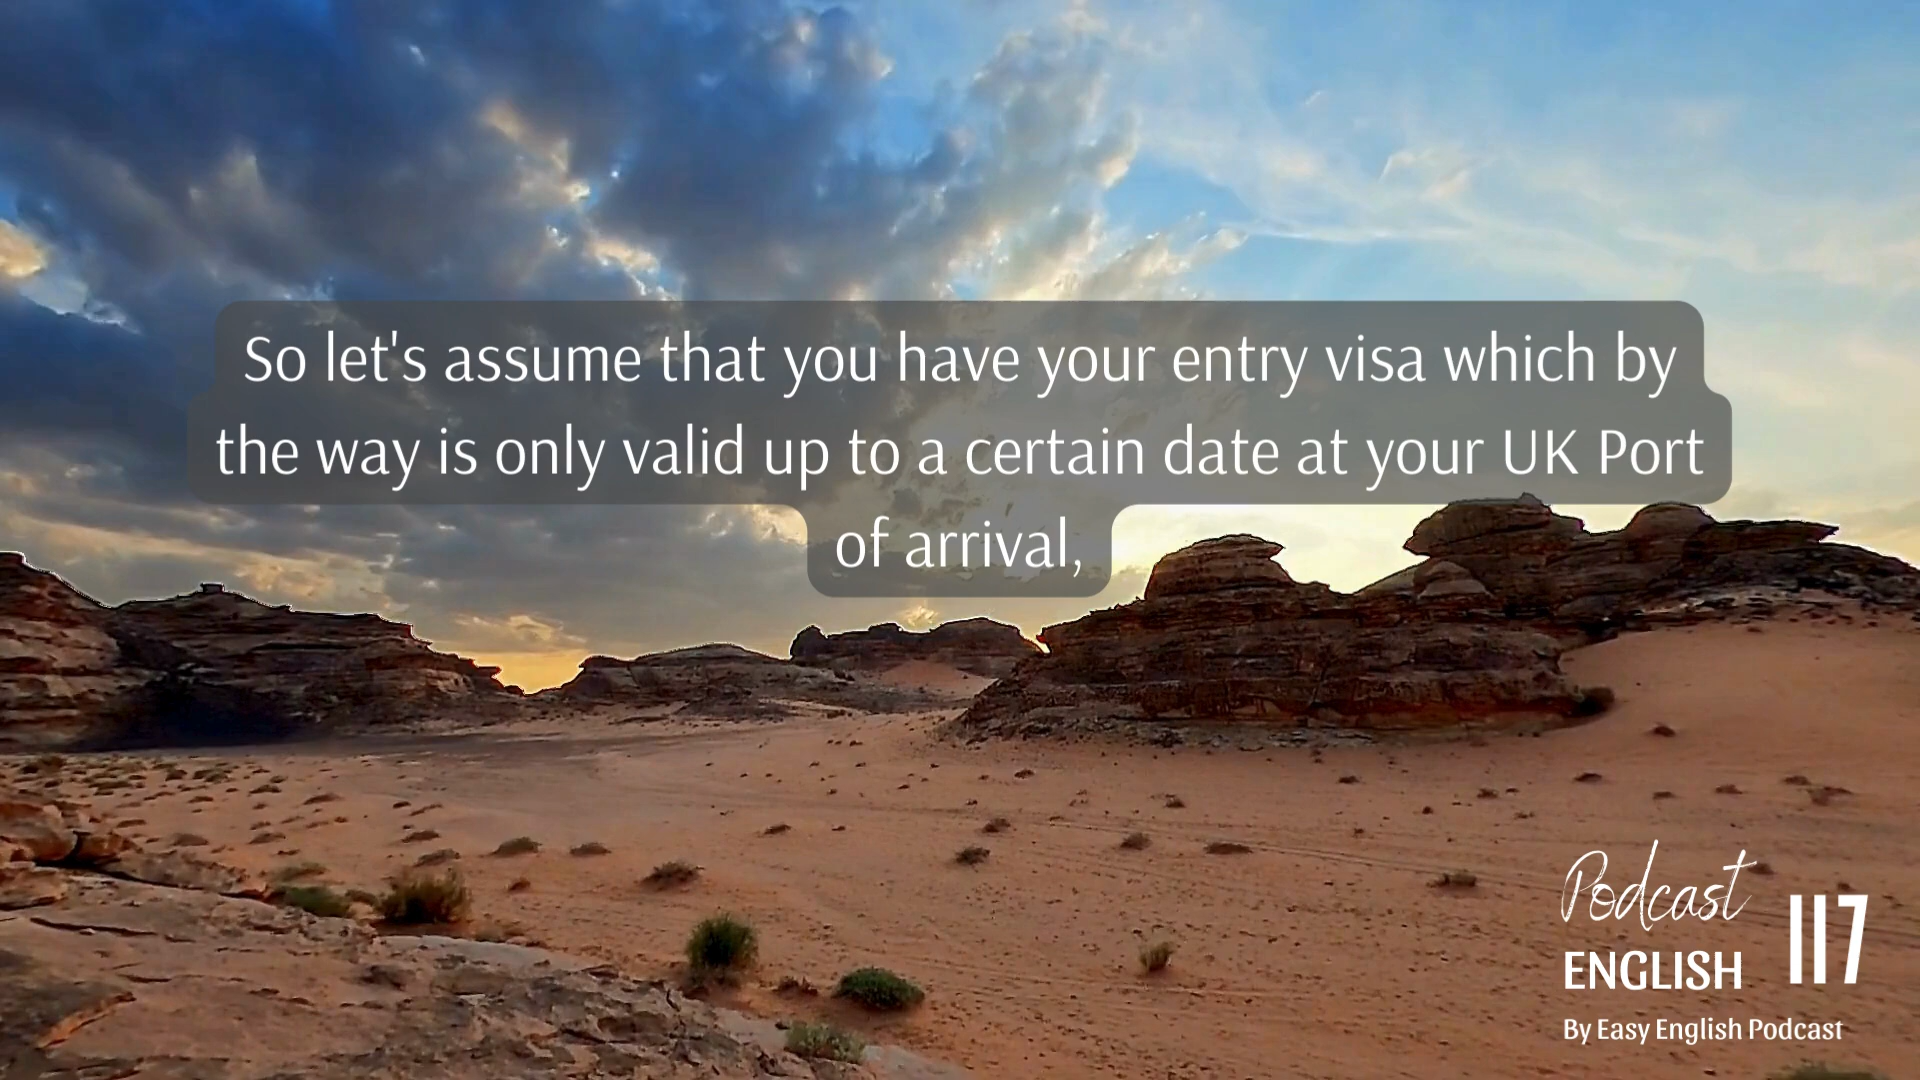 So let's assume that you have your entry visa which by
the way is only valid up to a certain date at your UK Port
of arrival,
Podcast
ENGLISH
117
By Easy English Podcast